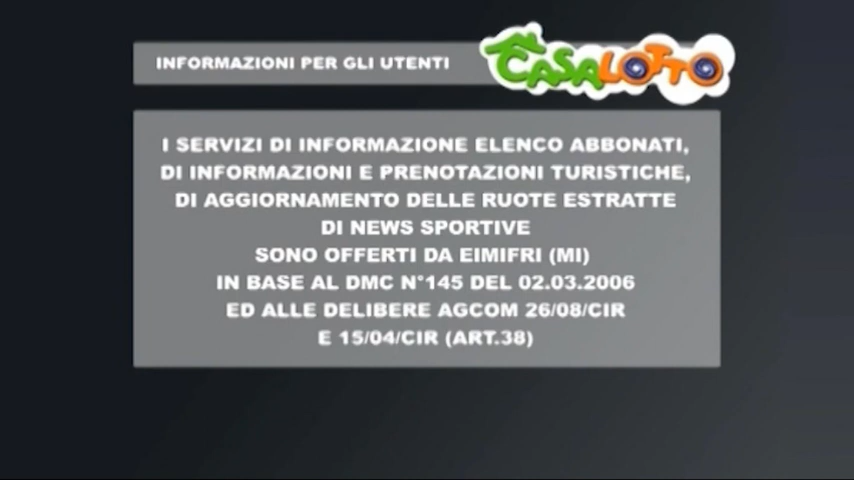 INFORMAZIONI PER GLI UTENTI
CASALOTTO
I SERVIZI DI INFORMAZIONE ELENCO ABBONATI,
DI INFORMAZIONI E PRENOTAZIONI TURISTICHE,
DI AGGIORNAMENTO DELLE RUOTE ESTRATTE
DI NEWS SPORTIVE
SONO OFFERTI DA EIMIFRI (MI)
IN BASE AL DMC N°145 DEL 02.03.2006
ED ALLE DELIBERE AGCOM 26/08/CIR
E 15/04/CIR (ART.38)